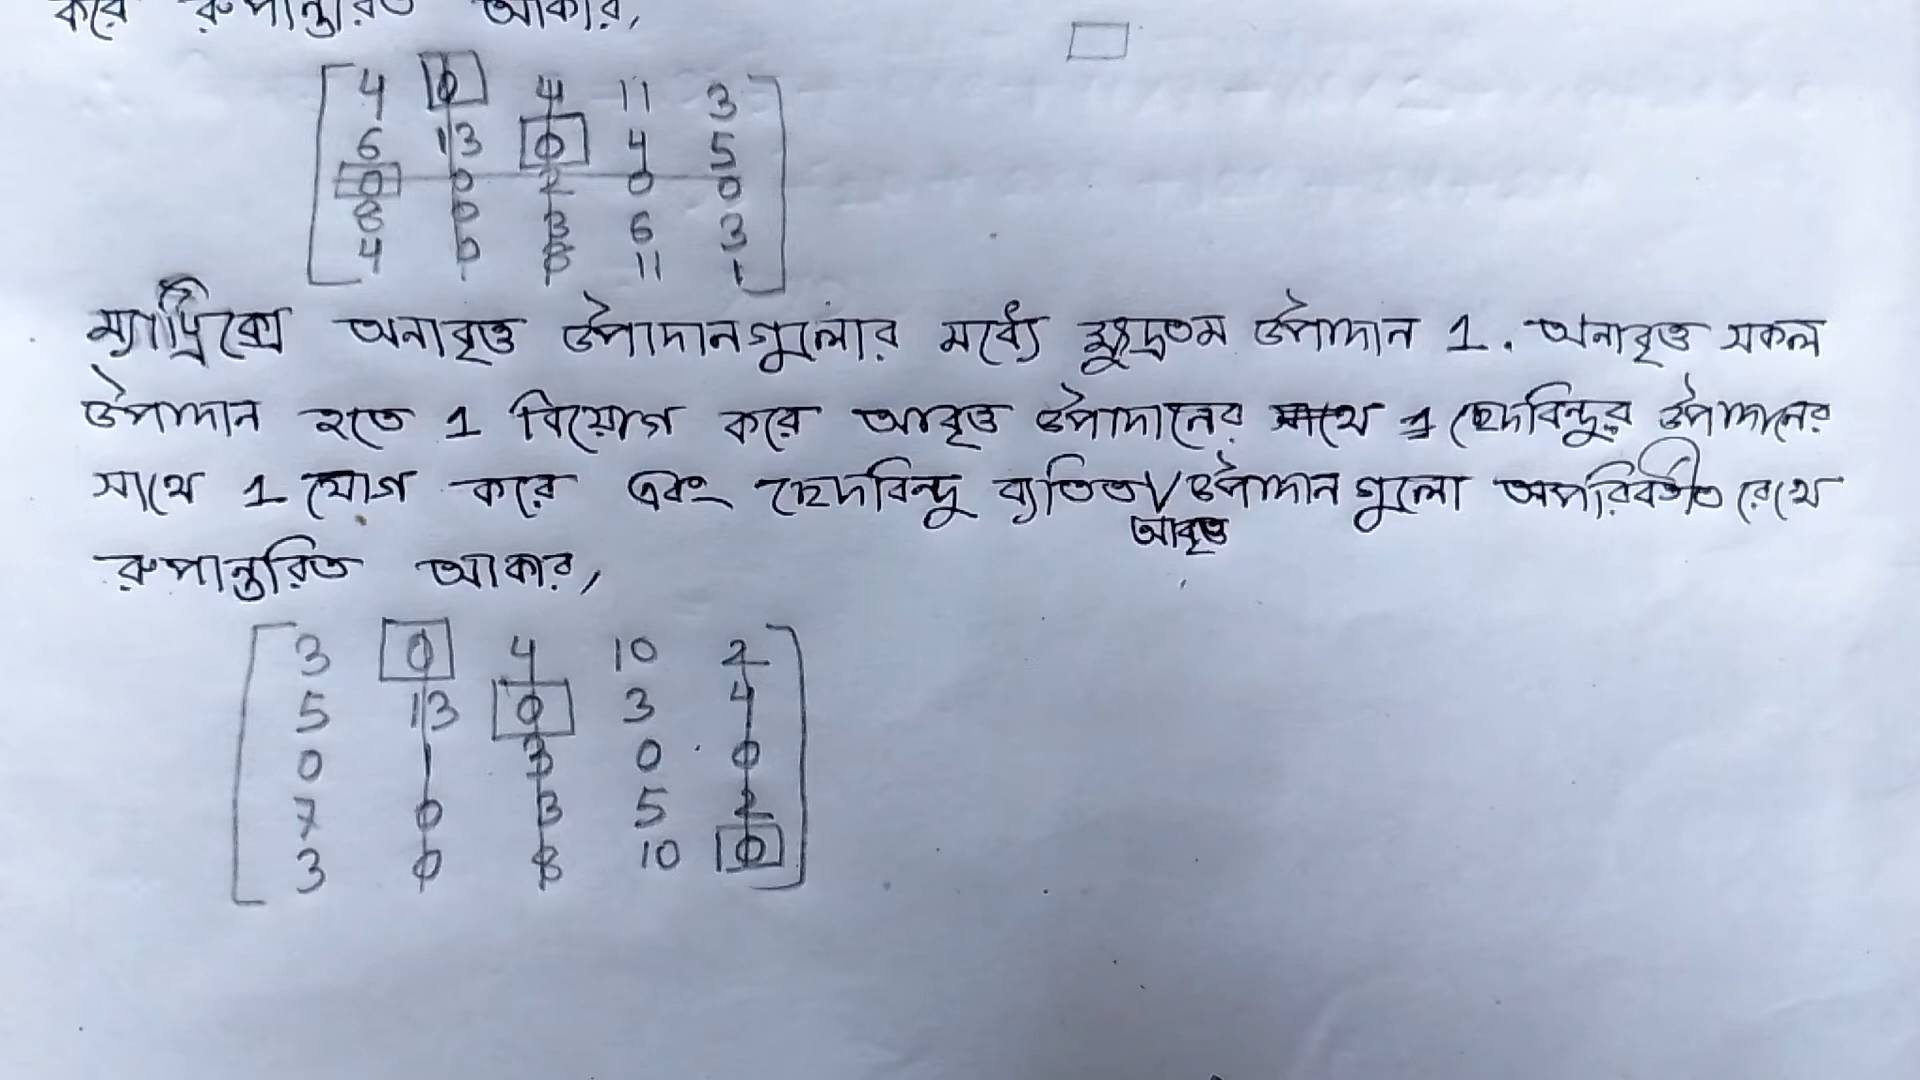 করে রুপান্তরিত আকার,
4 0 4 11 3
6 13 0 4 5
0 0 2 0 0
8 0 3 6 3
4 0 8 11 1
ম্যাট্রিক্সে অনাবৃত্ত উপাদানগুলোর মধ্যে ক্ষুদ্রতম উপাদান 1. অনাবৃত্ত সকল
উপাদান হতে 1 বিয়োগ করে আবৃত্ত উপাদানের সাথে 1 ছেদবিন্দুর উপাদানের
সাথে 1 যোগ করে এবং ছেদবিন্দু ব্যতিত উপাদানগুলো অপরিবর্তীত রেখে
আবৃত্ত
রুপান্তরিত আকার,
3 0 4 10 2
5 13 0 3 4
0 1 3 0 0
7 0 3 5 2
3 0 8 10 0